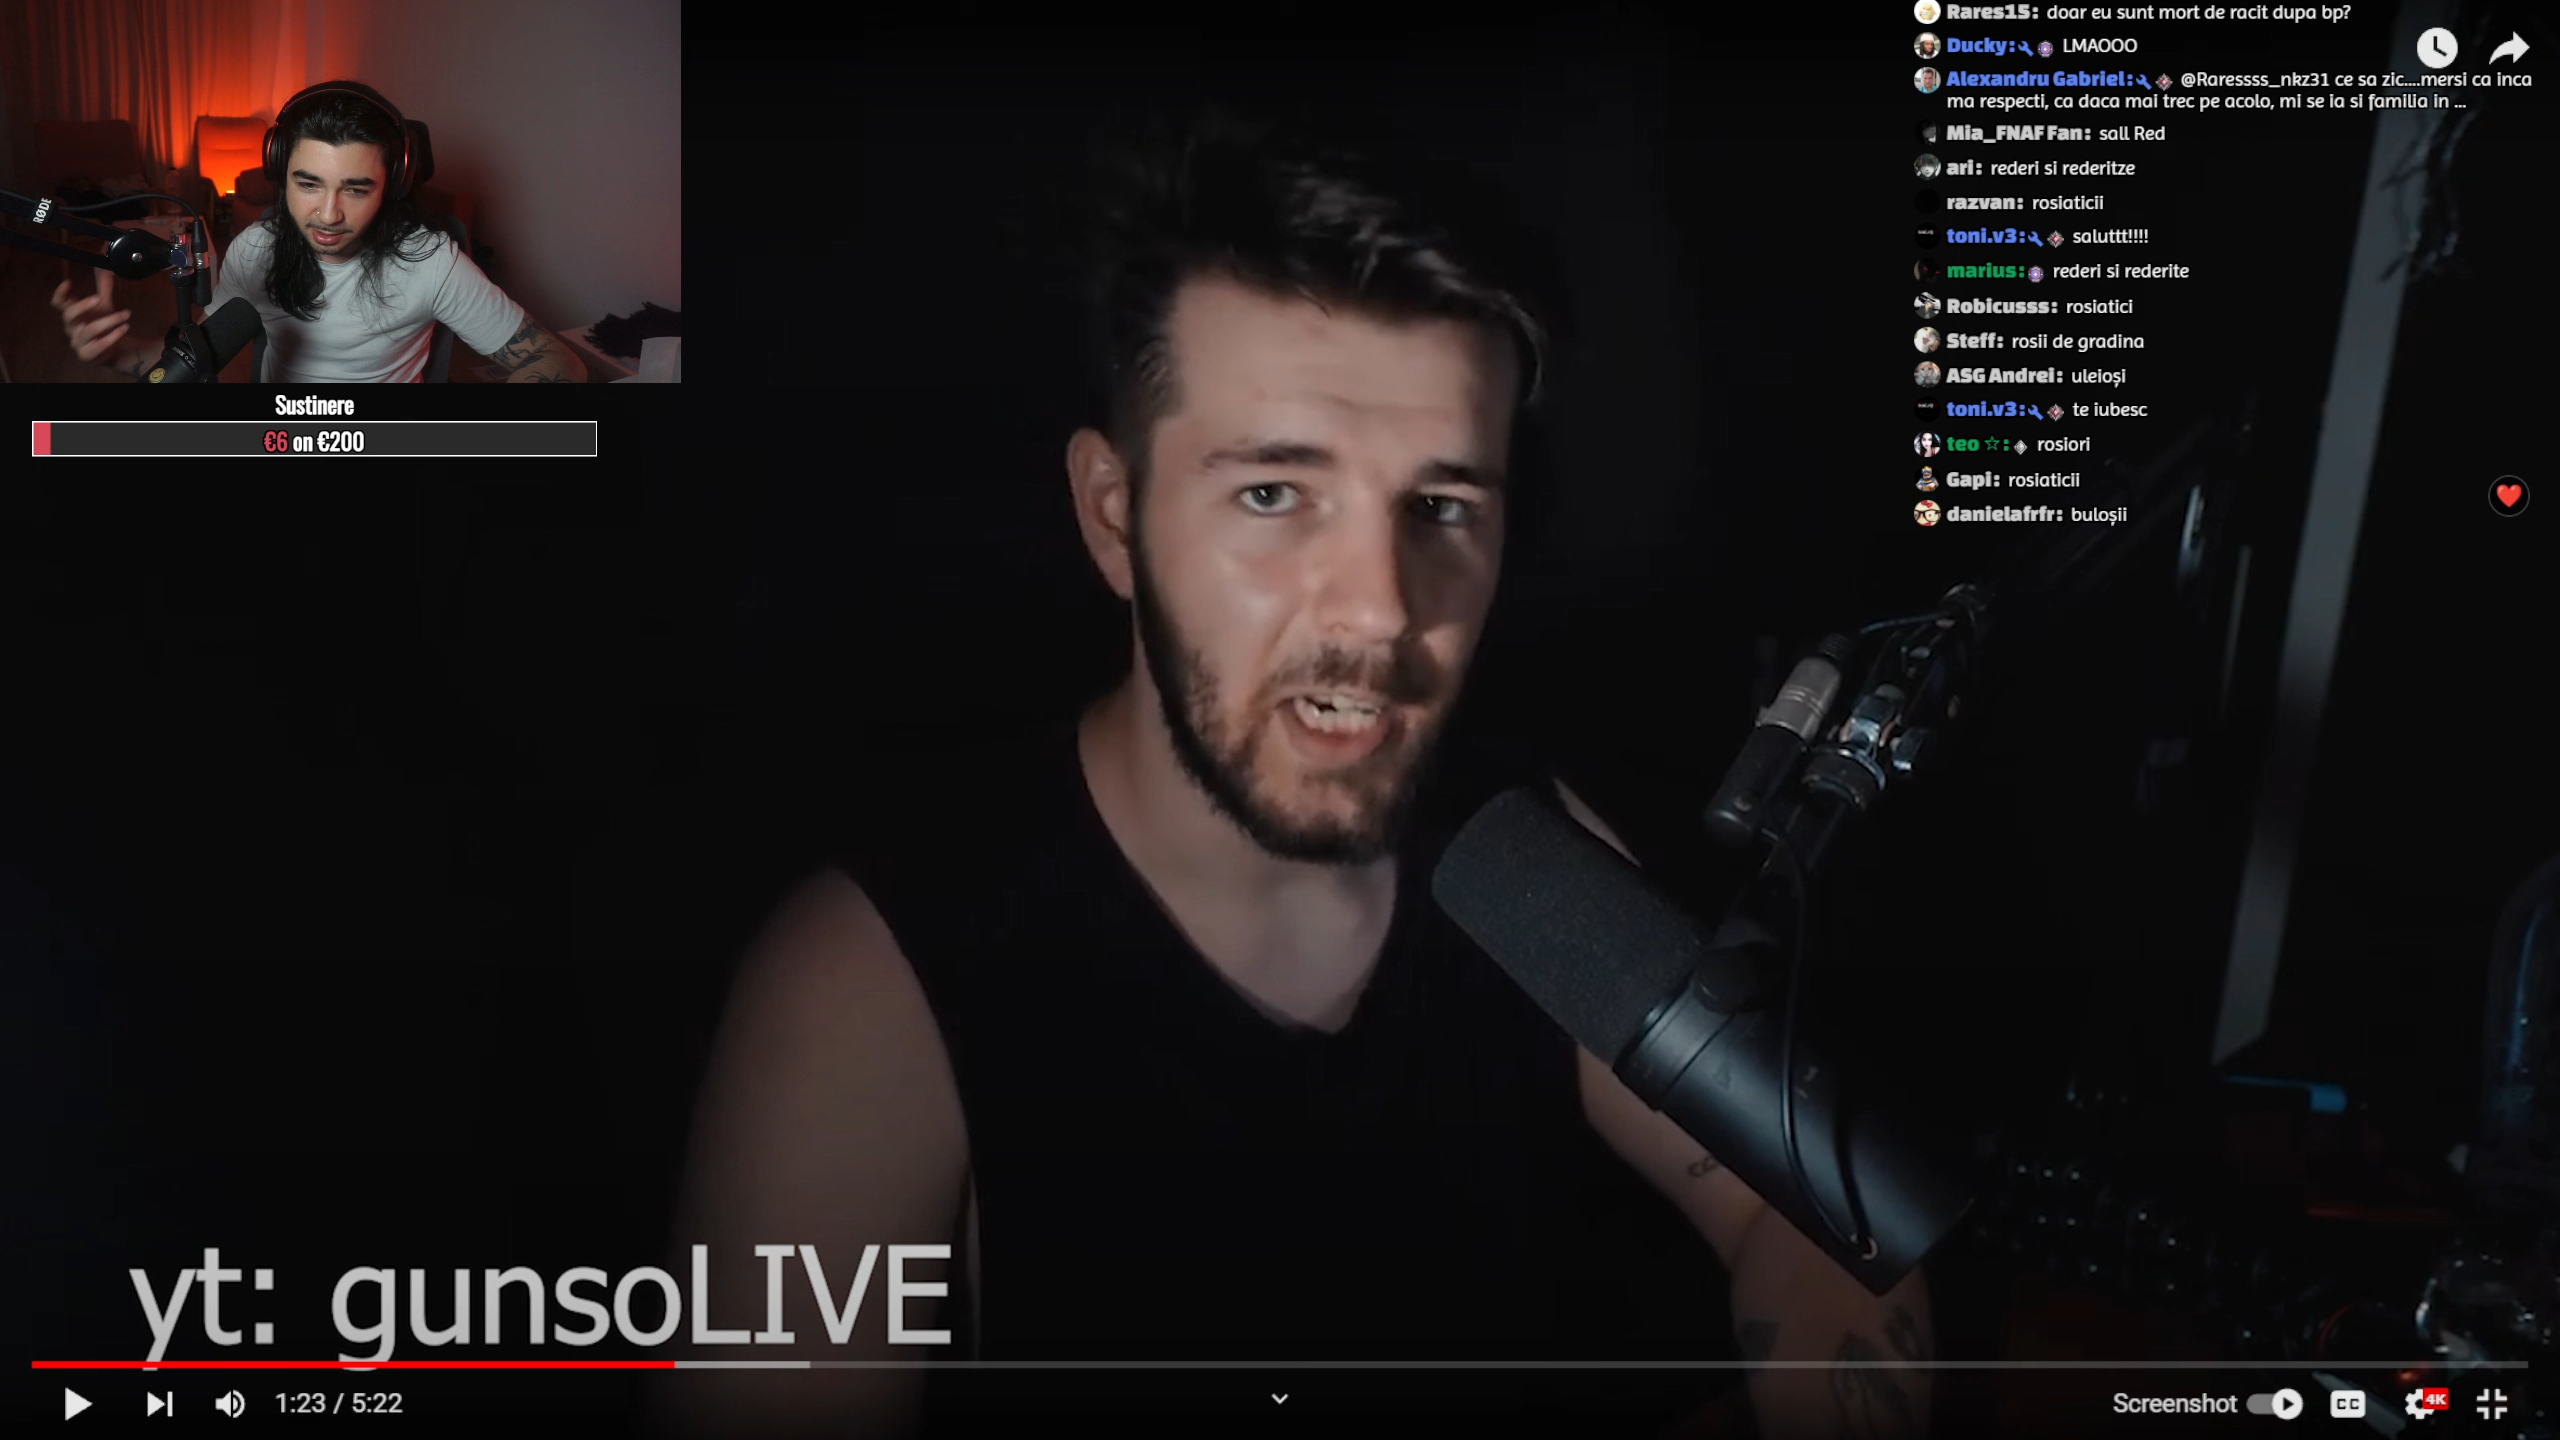 RØDE
Sustinere
€6 on €200
Rares15: doar eu sunt mort de racit dupa bp?
Ducky: LMAOOO
Alexandru Gabriel: @Raressss_nkz31 ce sa zic....mersi ca inca
ma respecti, ca daca mai trec pe acolo, mi se ia si familia in ...
Mia_FNAF Fan: sall Red
ari: rederi si rederitze
razvan: rosiaticii
toni.v3: saluttt!!!!
marius: rederi si rederite
Robicusss: rosiatici
Steff: rosii de gradina
ASG Andrei: uleioși
toni.v3: te iubesc
teo ☆: rosiori
Gapi: rosiaticii
danielafrfr: buloșii
yt: gunsoLIVE
1:23 / 5:22
Screenshot
CC
4K